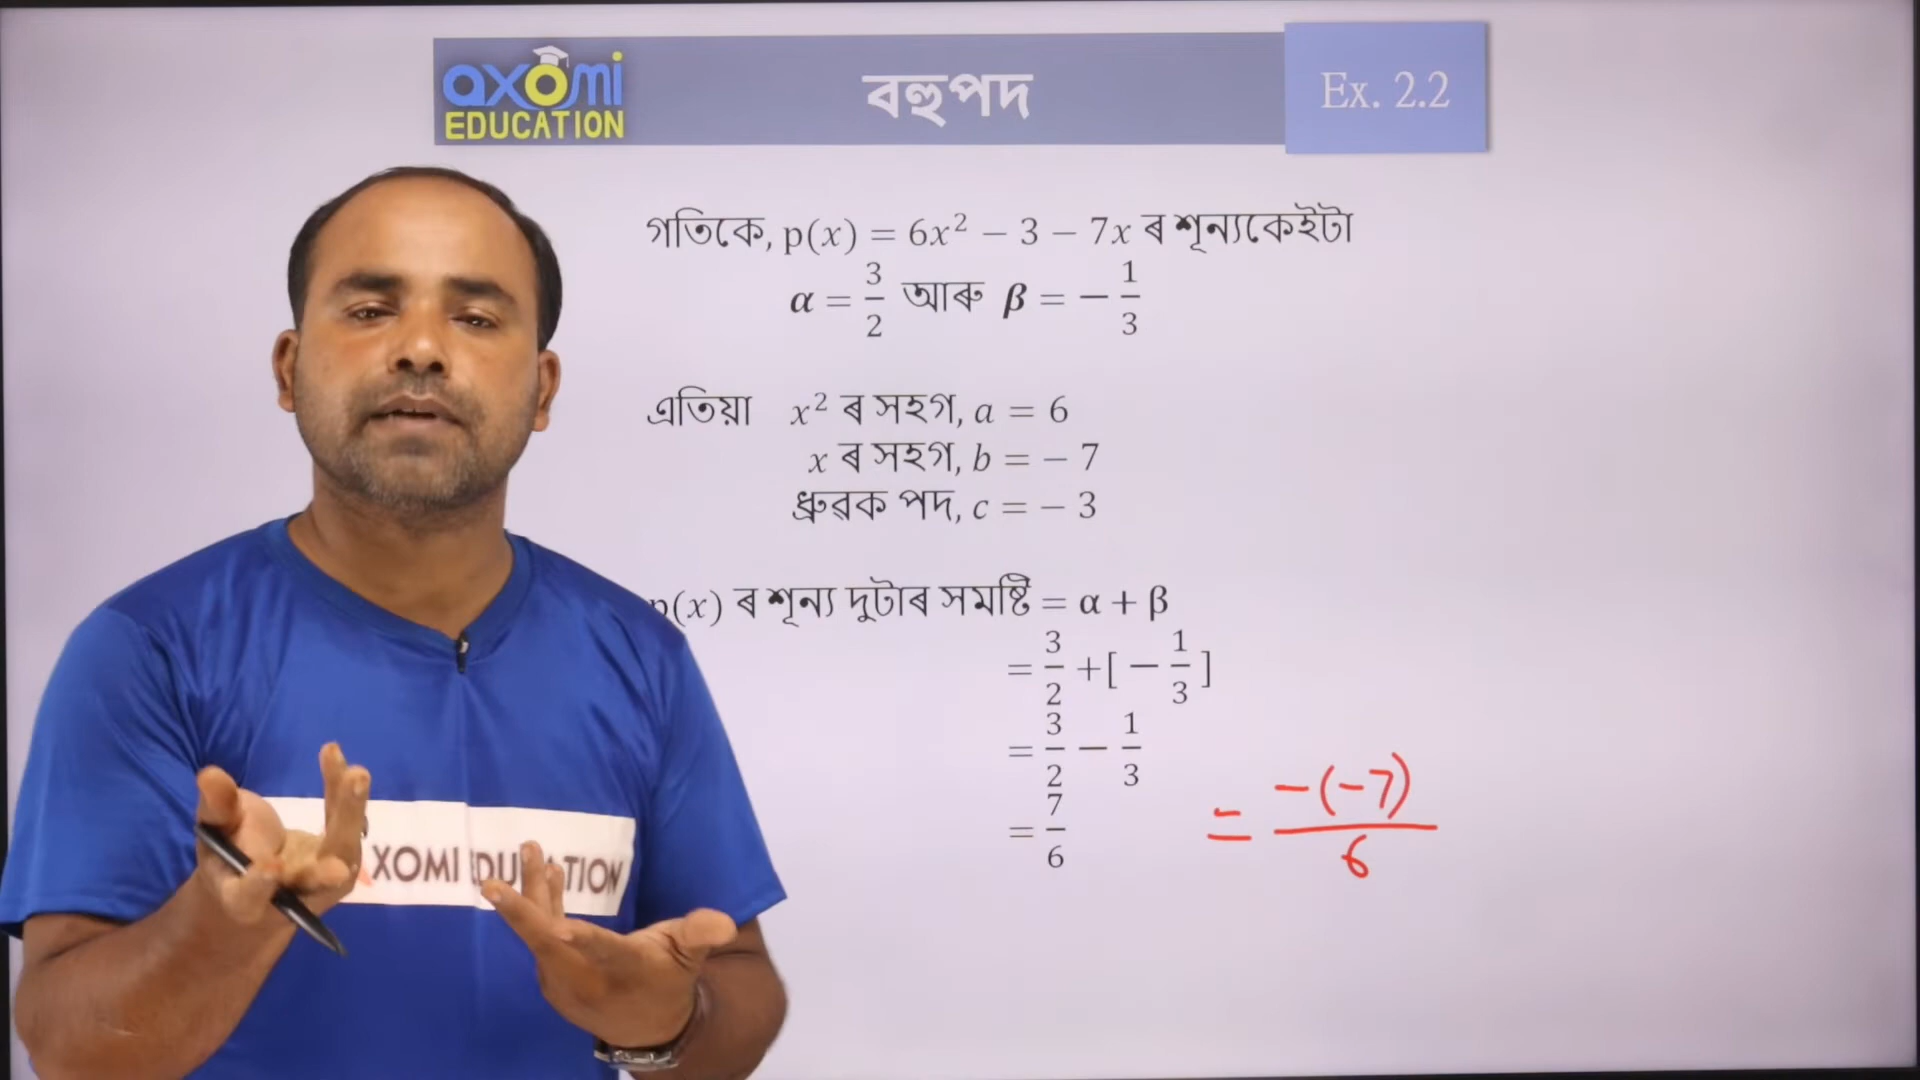 axomi
EDUCATION
বহুপদ
Ex. 2.2
গতিকে, p(x) = 6x² − 3 − 7x ৰ শূন্যকেইটা
α = 3/2 আৰু β = − 1/3
এতিয়া x² ৰ সহগ, a = 6
x ৰ সহগ, b = − 7
ধ্ৰুৱক পদ, c = − 3
p(x) ৰ শূন্য দুটাৰ সমষ্টি = α + β
= 3/2 +[ − 1/3 ]
= 3/2 − 1/3
= 7/6
= −(−7)/6
AXOMI EDUCATION